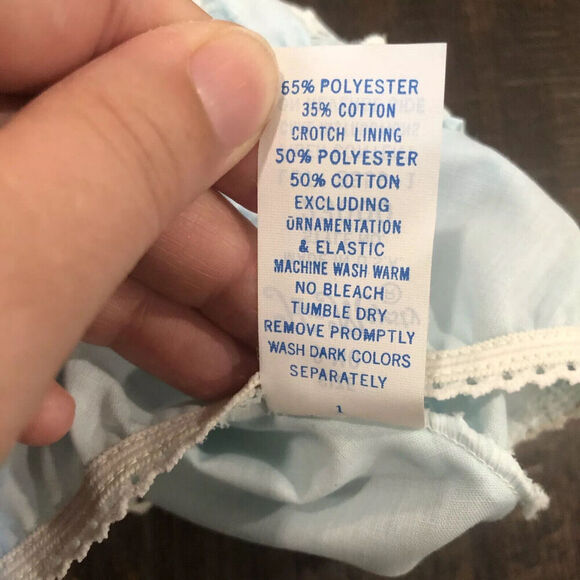 65% POLYESTER
35% COTTON
CROTCH LINING
50% POLYESTER
50% COTTON
EXCLUDING
ORNAMENTATION
& ELASTIC
MACHINE WASH WARM
NO BLEACH
TUMBLE DRY
REMOVE PROMPTLY
WASH DARK COLORS
SEPARATELY
1